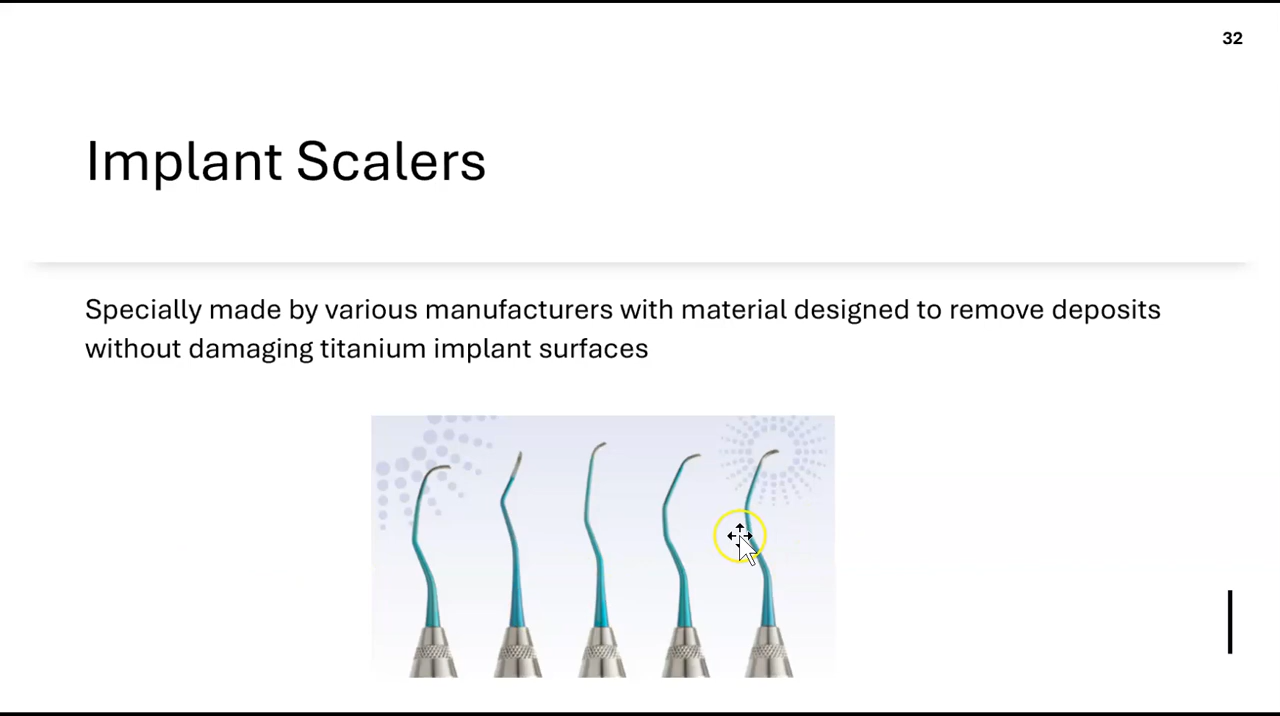 32
Implant Scalers
Specially made by various manufacturers with material designed to remove deposits
without damaging titanium implant surfaces